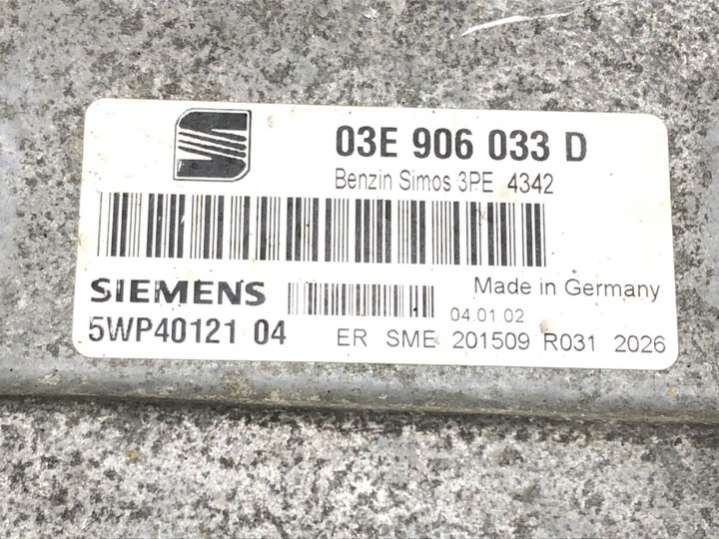 03E 906 033 D
Benzin Simos 3PE 4342
SIEMENS
Made in Germany
04.01.02
5WP40121 04
ER SME 201509 R031 2026